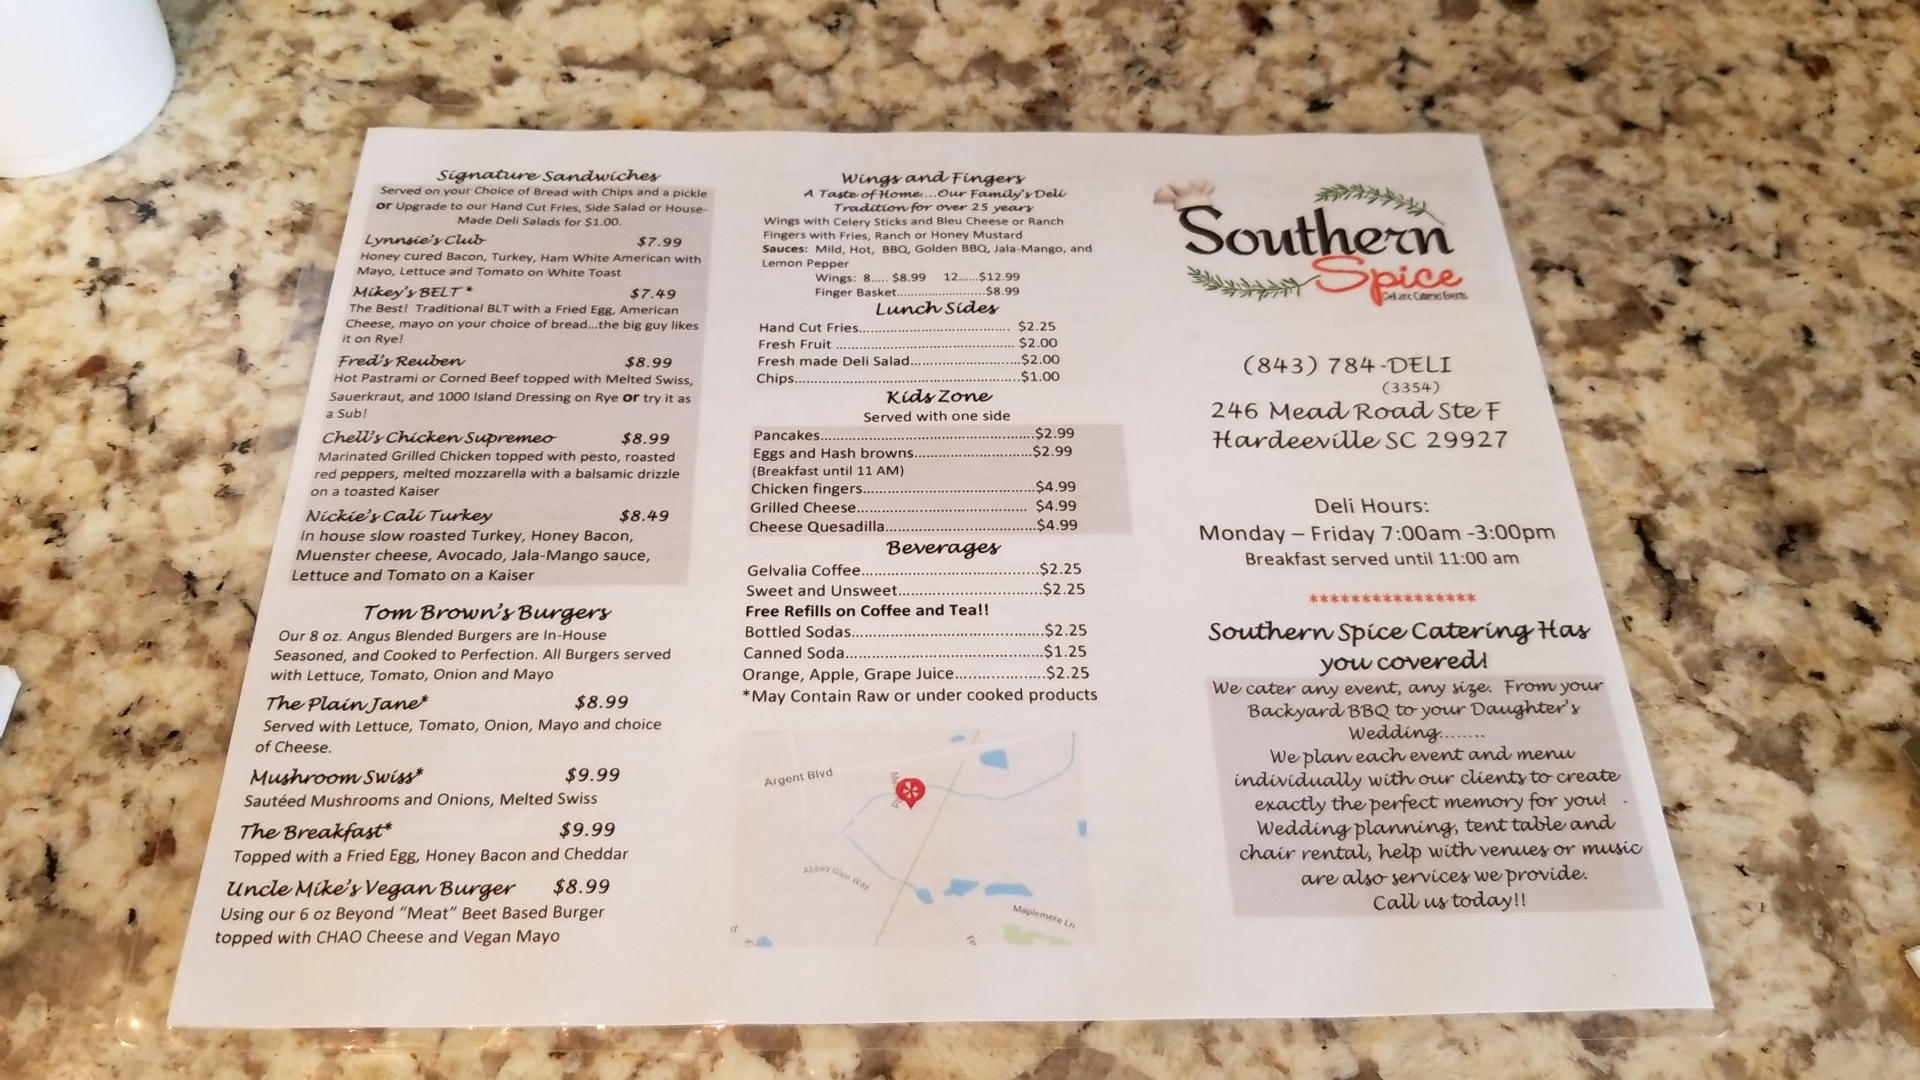 Signature Sandwiches
Served on your Choice of Bread with Chips and a pickle
or Upgrade to our Hand Cut Fries, Side Salad or House-
Made Deli Salads for $1.00.
Lynnsie's Club $7.99
Honey cured Bacon, Turkey, Ham White American with
Mayo, Lettuce and Tomato on White Toast
Mikey's BELT * $7.49
The Best! Traditional BLT with a Fried Egg, American
Cheese, mayo on your choice of bread...the big guy likes
it on Rye!
Fred's Reuben $8.99
Hot Pastrami or Corned Beef topped with Melted Swiss,
Sauerkraut, and 1000 Island Dressing on Rye or try it as
a Sub!
Chell's Chicken Supremeo $8.99
Marinated Grilled Chicken topped with pesto, roasted
red peppers, melted mozzarella with a balsamic drizzle
on a toasted Kaiser
Nickie's Cali Turkey $8.49
In house slow roasted Turkey, Honey Bacon,
Muenster cheese, Avocado, Jala-Mango sauce,
Lettuce and Tomato on a Kaiser
Tom Brown's Burgers
Our 8 oz. Angus Blended Burgers are In-House
Seasoned, and Cooked to Perfection. All Burgers served
with Lettuce, Tomato, Onion and Mayo
The Plain Jane* $8.99
Served with Lettuce, Tomato, Onion, Mayo and choice
of Cheese.
Mushroom Swiss* $9.99
Sautéed Mushrooms and Onions, Melted Swiss
The Breakfast* $9.99
Topped with a Fried Egg, Honey Bacon and Cheddar
Uncle Mike's Vegan Burger $8.99
Using our 6 oz Beyond "Meat" Beet Based Burger
topped with CHAO Cheese and Vegan Mayo
Wings and Fingers
A Taste of Home...Our Family's Deli
Tradition for over 25 years
Wings with Celery Sticks and Bleu Cheese or Ranch
Fingers with Fries, Ranch or Honey Mustard
Sauces: Mild, Hot, BBQ, Golden BBQ, Jala-Mango, and
Lemon Pepper
Wings: 8..... $8.99 12......$12.99
Finger Basket.......................$8.99
Lunch Sides
Hand Cut Fries...................................... $2.25
Fresh Fruit ............................................ $2.00
Fresh made Deli Salad...........................$2.00
Chips.......................................................$1.00
Kids Zone
Served with one side
Pancakes....................................................$2.99
Eggs and Hash browns............................$2.99
(Breakfast until 11 AM)
Chicken fingers.........................................$4.99
Grilled Cheese........................................ $4.99
Cheese Quesadilla...................................$4.99
Beverages
Gelvalia Coffee..........................................$2.25
Sweet and Unsweet.................................$2.25
Free Refills on Coffee and Tea!!
Bottled Sodas............................................$2.25
Canned Soda.............................................$1.25
Orange, Apple, Grape Juice.....................$2.25
*May Contain Raw or under cooked products
Argent Blvd
Abbey Glen Way
Maplemere Ln
Southern
Spice
Deli and Catered Events
(843) 784-DELI
(3354)
246 Mead Road Ste F
Hardeeville SC 29927
Deli Hours:
Monday – Friday 7:00am -3:00pm
Breakfast served until 11:00 am
****************
Southern Spice Catering Has
you covered!
We cater any event, any size. From your
Backyard BBQ to your Daughter's
Wedding........
We plan each event and menu
individually with our clients to create
exactly the perfect memory for you!
Wedding planning, tent table and
chair rental, help with venues or music
are also services we provide.
Call us today!!